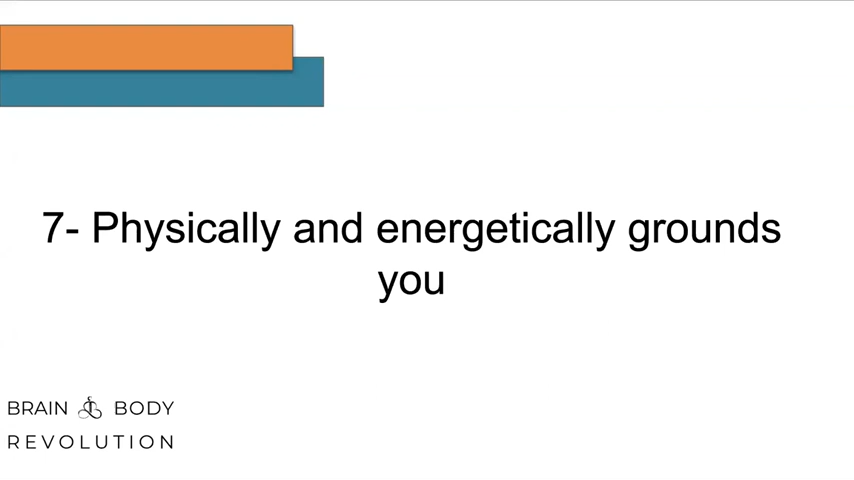 7- Physically and energetically grounds
you
BRAIN BODY
REVOLUTION